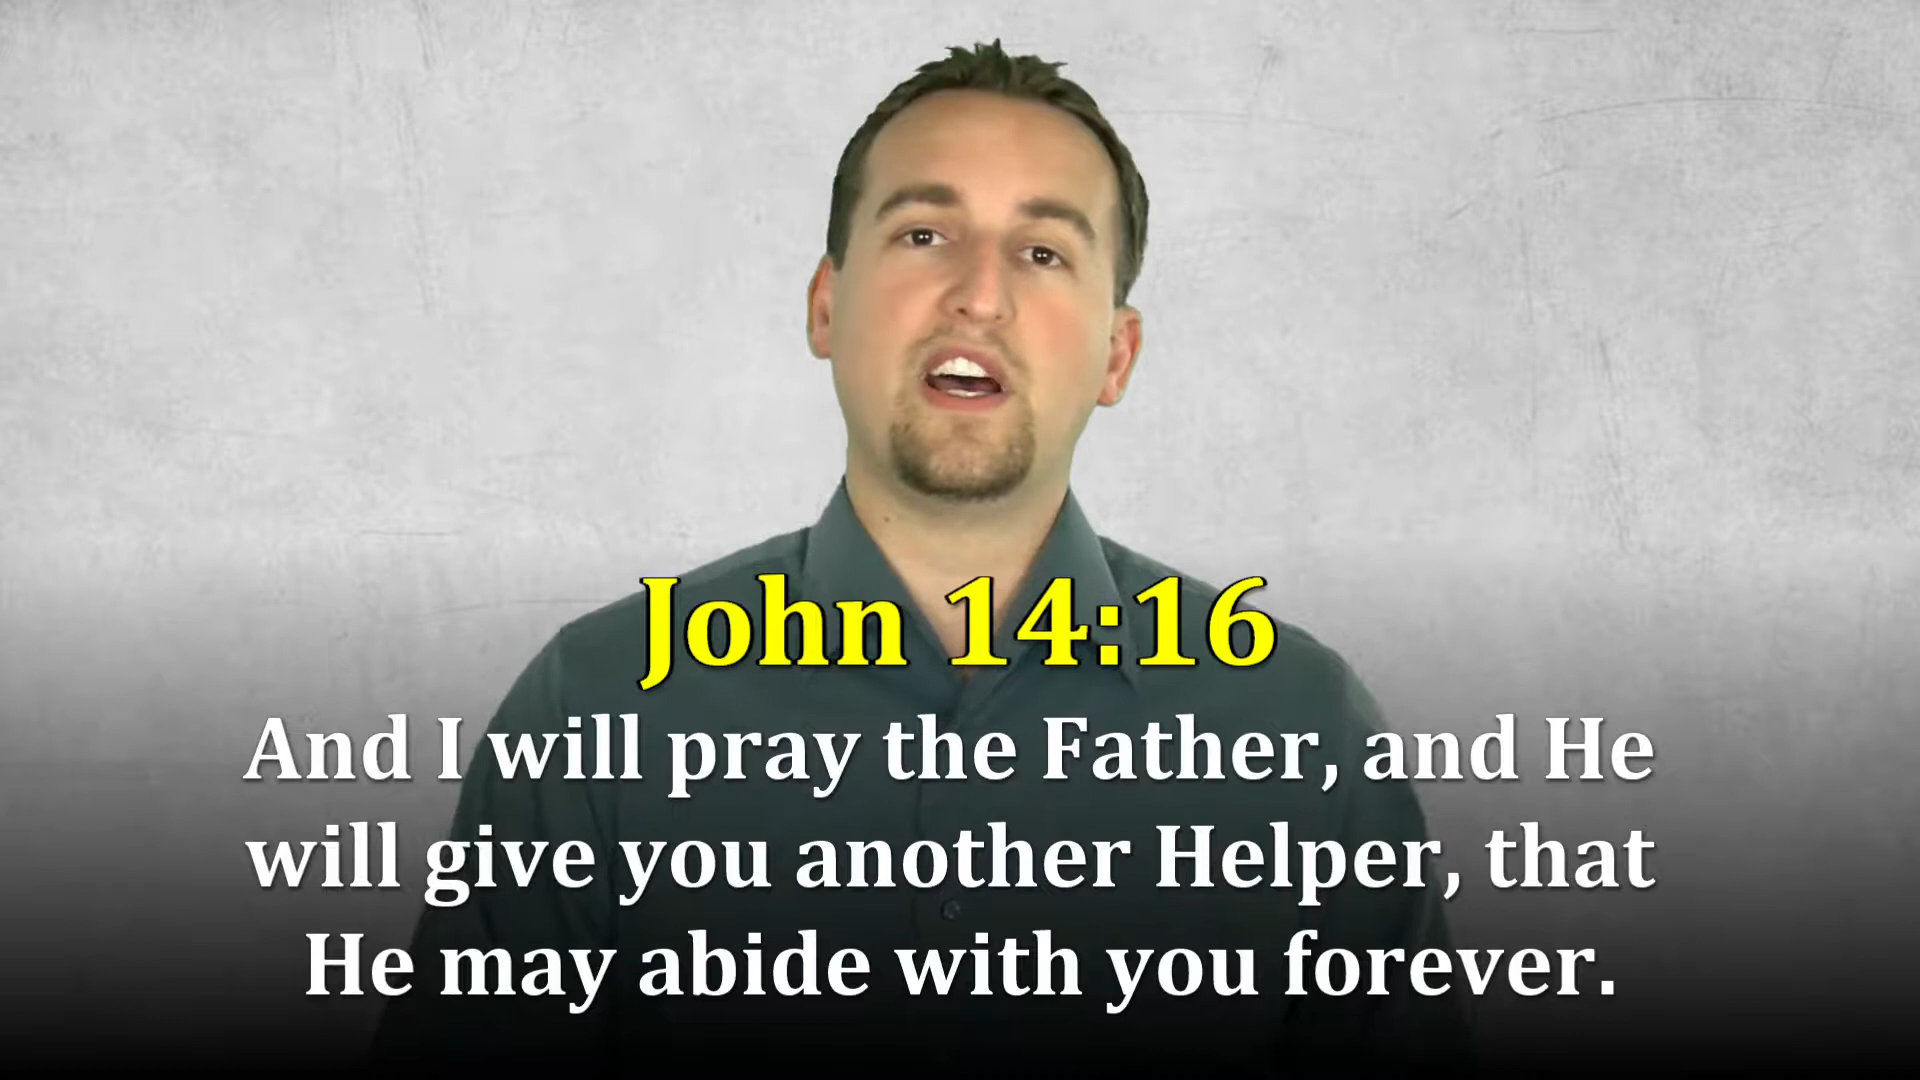 John 14:16
And I will pray the Father, and He
will give you another Helper, that
He may abide with you forever.